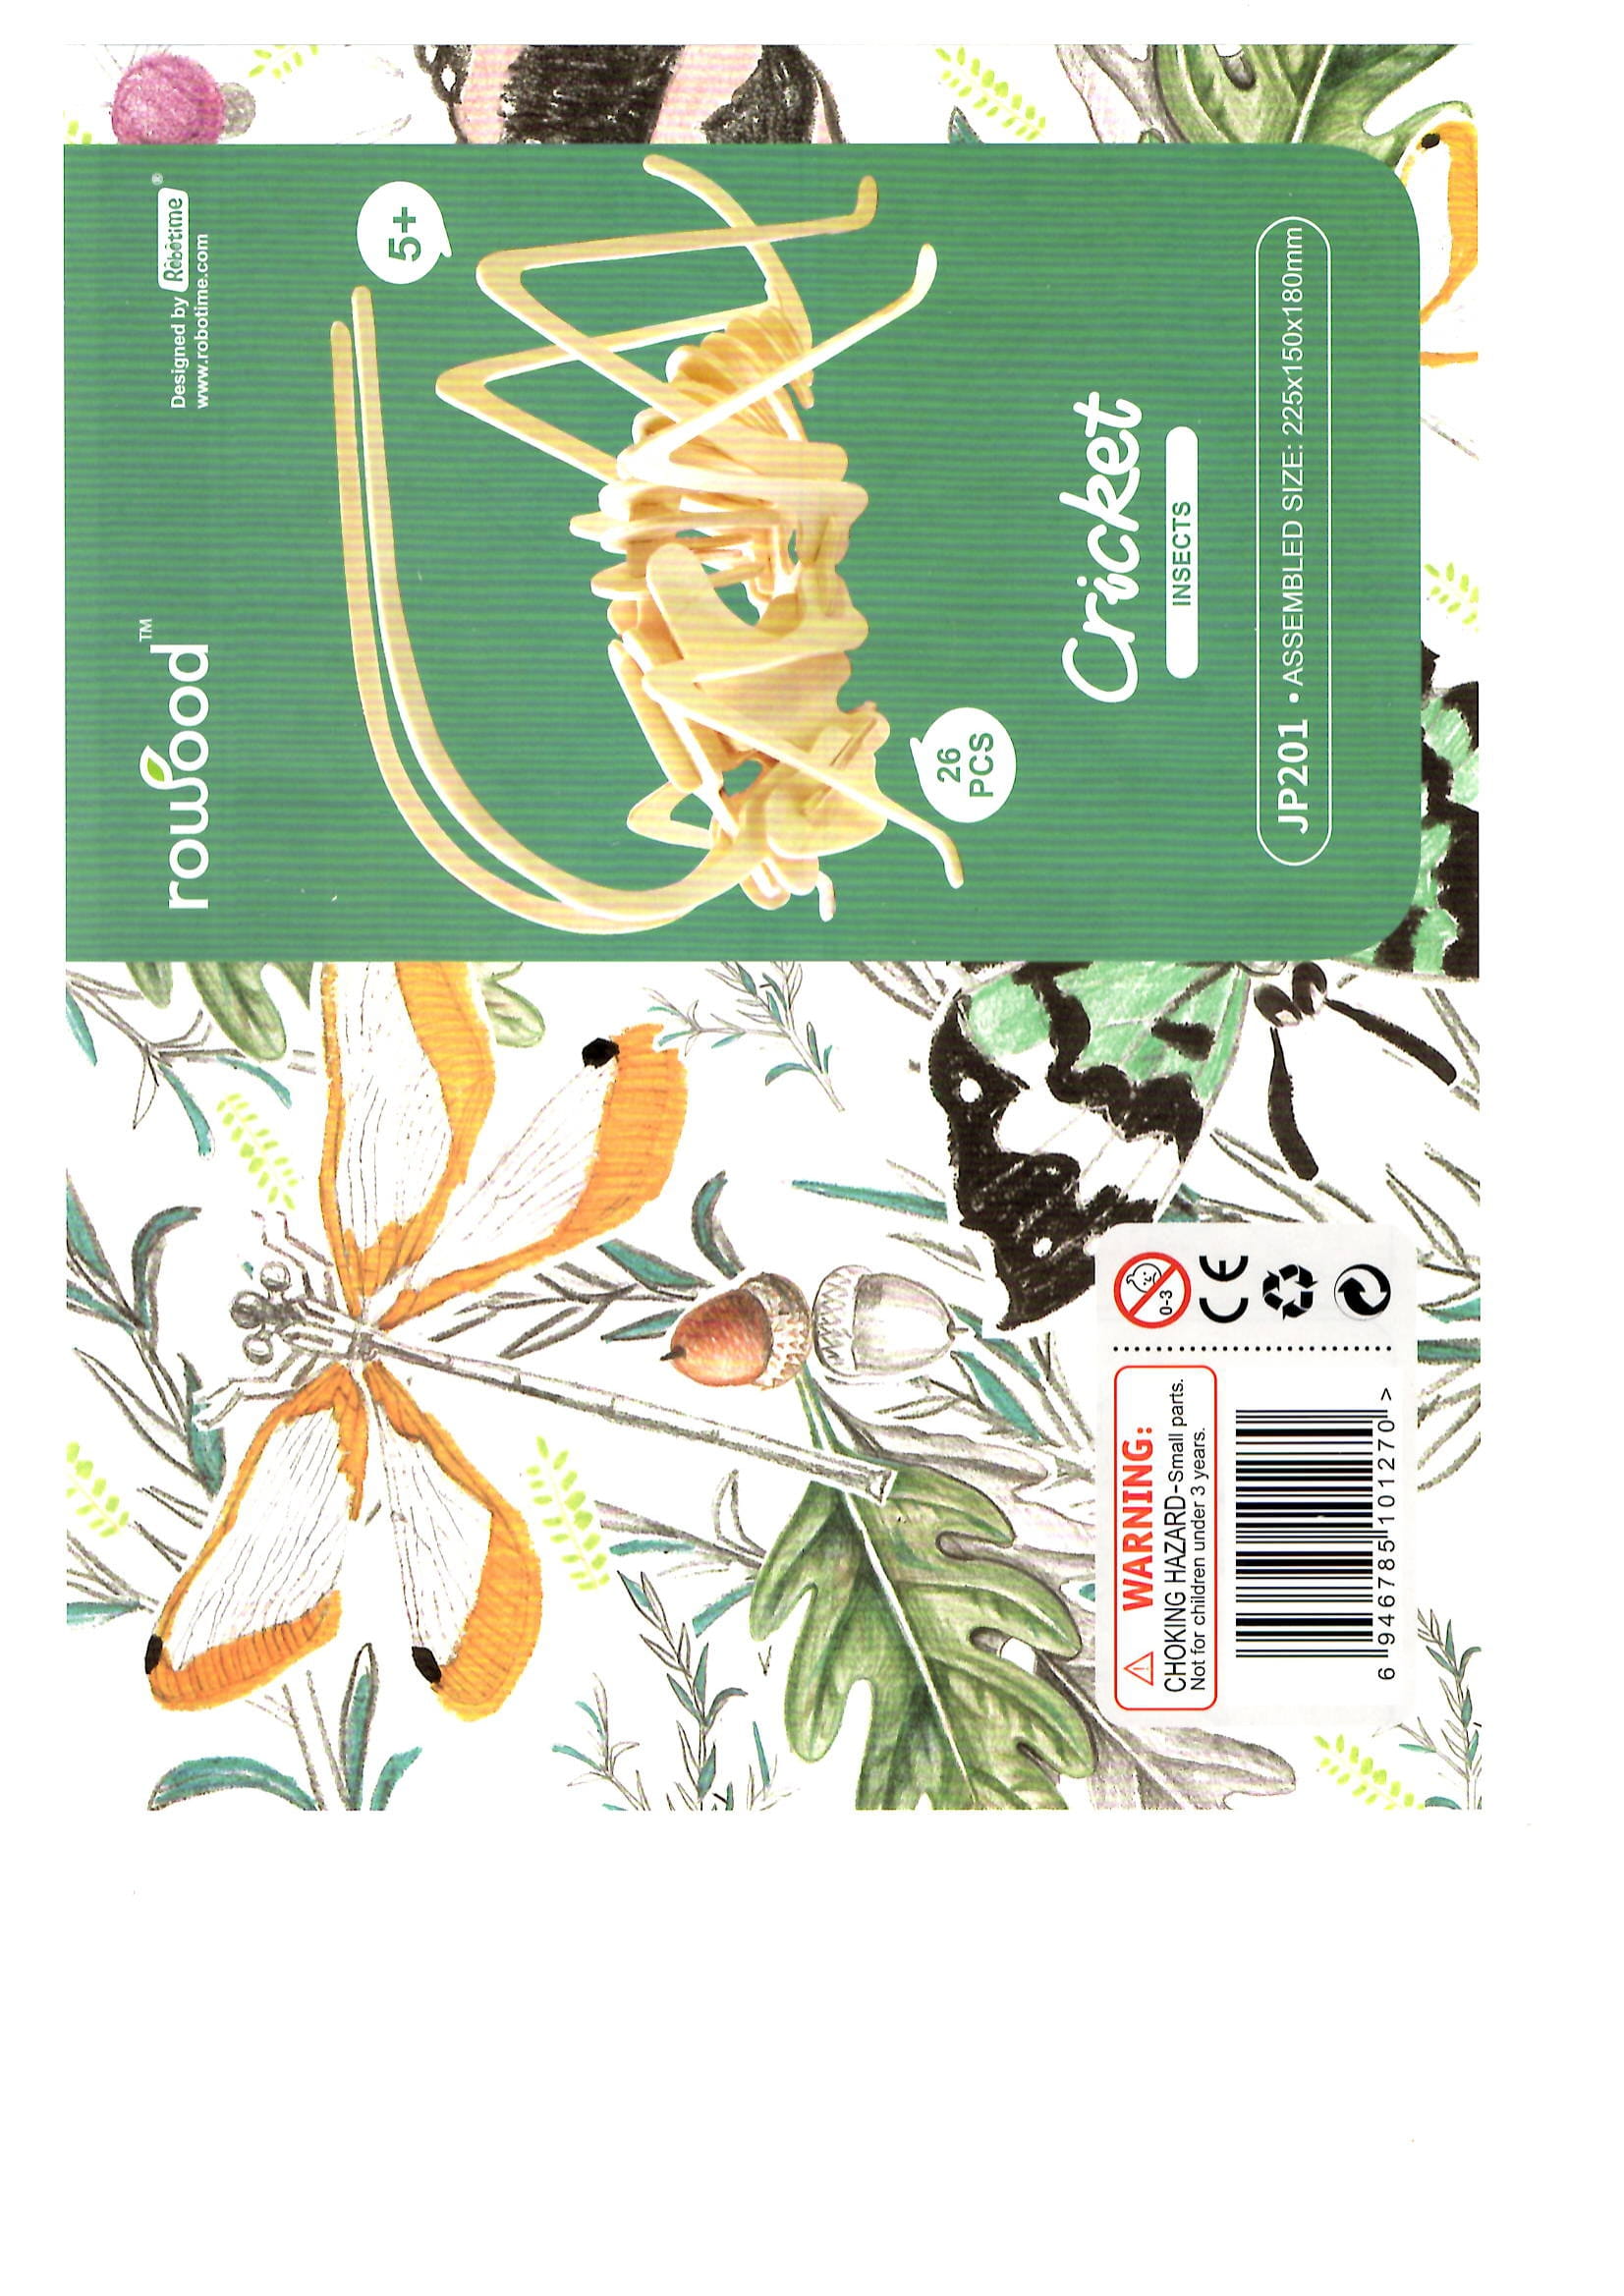 rowood™
Designed by Robotime®
www.robotime.com
5+
26
PCS
Cricket
INSECTS
JP201 • ASSEMBLED SIZE: 225x150x180mm
0-3
CE
⚠ WARNING:
CHOKING HAZARD-Small parts.
Not for children under 3 years.
6 946785 101270 >